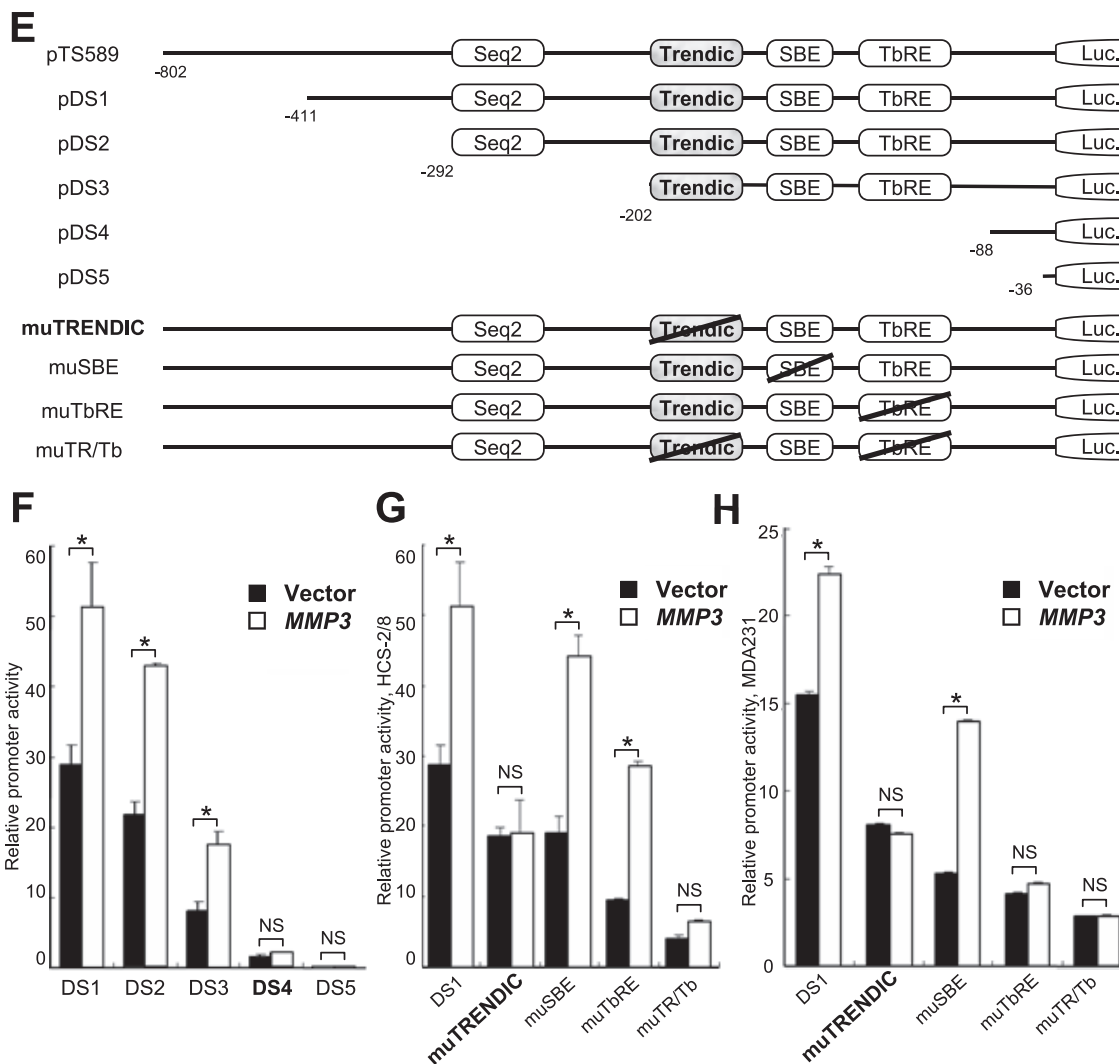 E
pTS589 Seq2 Trendic SBE TbRE Luc.
-802
pDS1 Seq2 Trendic SBE TbRE Luc.
-411
pDS2 Seq2 Trendic SBE TbRE Luc.
-292
pDS3 Trendic SBE TbRE Luc.
-202
pDS4 Luc.
-88
pDS5 Luc.
-36
muTRENDIC Seq2 Trendic SBE TbRE Luc.
muSBE Seq2 Trendic SBE TbRE Luc.
muTbRE Seq2 Trendic SBE TbRE Luc.
muTR/Tb Seq2 Trendic SBE TbRE Luc.
F
Relative promoter activity
60
50
40
30
20
10
0
Vector
MMP3
*
*
*
NS
NS
DS1 DS2 DS3 DS4 DS5
G
Relative promoter activity, HCS-2/8
60
50
40
30
20
10
0
Vector
MMP3
*
NS
*
*
NS
DS1 muTRENDIC muSBE muTbRE muTR/Tb
H
Relative promoter activity, MDA231
25
20
15
10
5
0
Vector
MMP3
*
NS
*
NS
NS
DS1 muTRENDIC muSBE muTbRE muTR/Tb